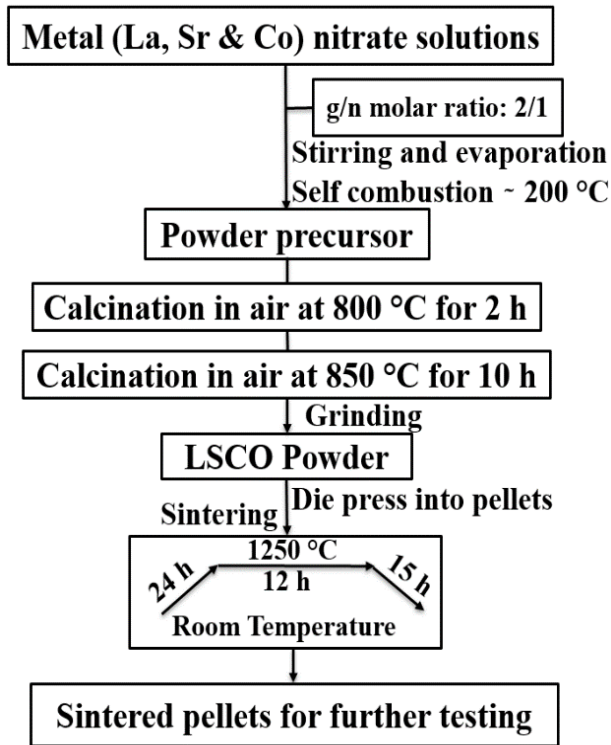 Metal (La, Sr & Co) nitrate solutions
g/n molar ratio: 2/1
Stirring and evaporation
Self combustion ~ 200 °C
Powder precursor
Calcination in air at 800 °C for 2 h
Calcination in air at 850 °C for 10 h
Grinding
LSCO Powder
Die press into pellets
Sintering
1250 °C
24 h
12 h
15 h
Room Temperature
Sintered pellets for further testing